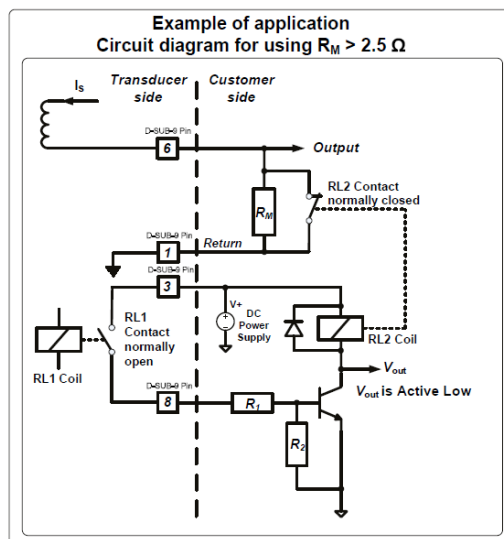 Example of application
Circuit diagram for using RM > 2.5 Ω
Transducer side
Customer side
IS
D-SUB-9 Pin
6
Output
RL2 Contact
normally closed
RM
Return
1
D-SUB-9 Pin
D-SUB-9 Pin
3
V+
DC
Power
Supply
RL1
Contact
normally
open
RL1 Coil
RL2 Coil
Vout
Vout is Active Low
D-SUB-9 Pin
8
R1
R2